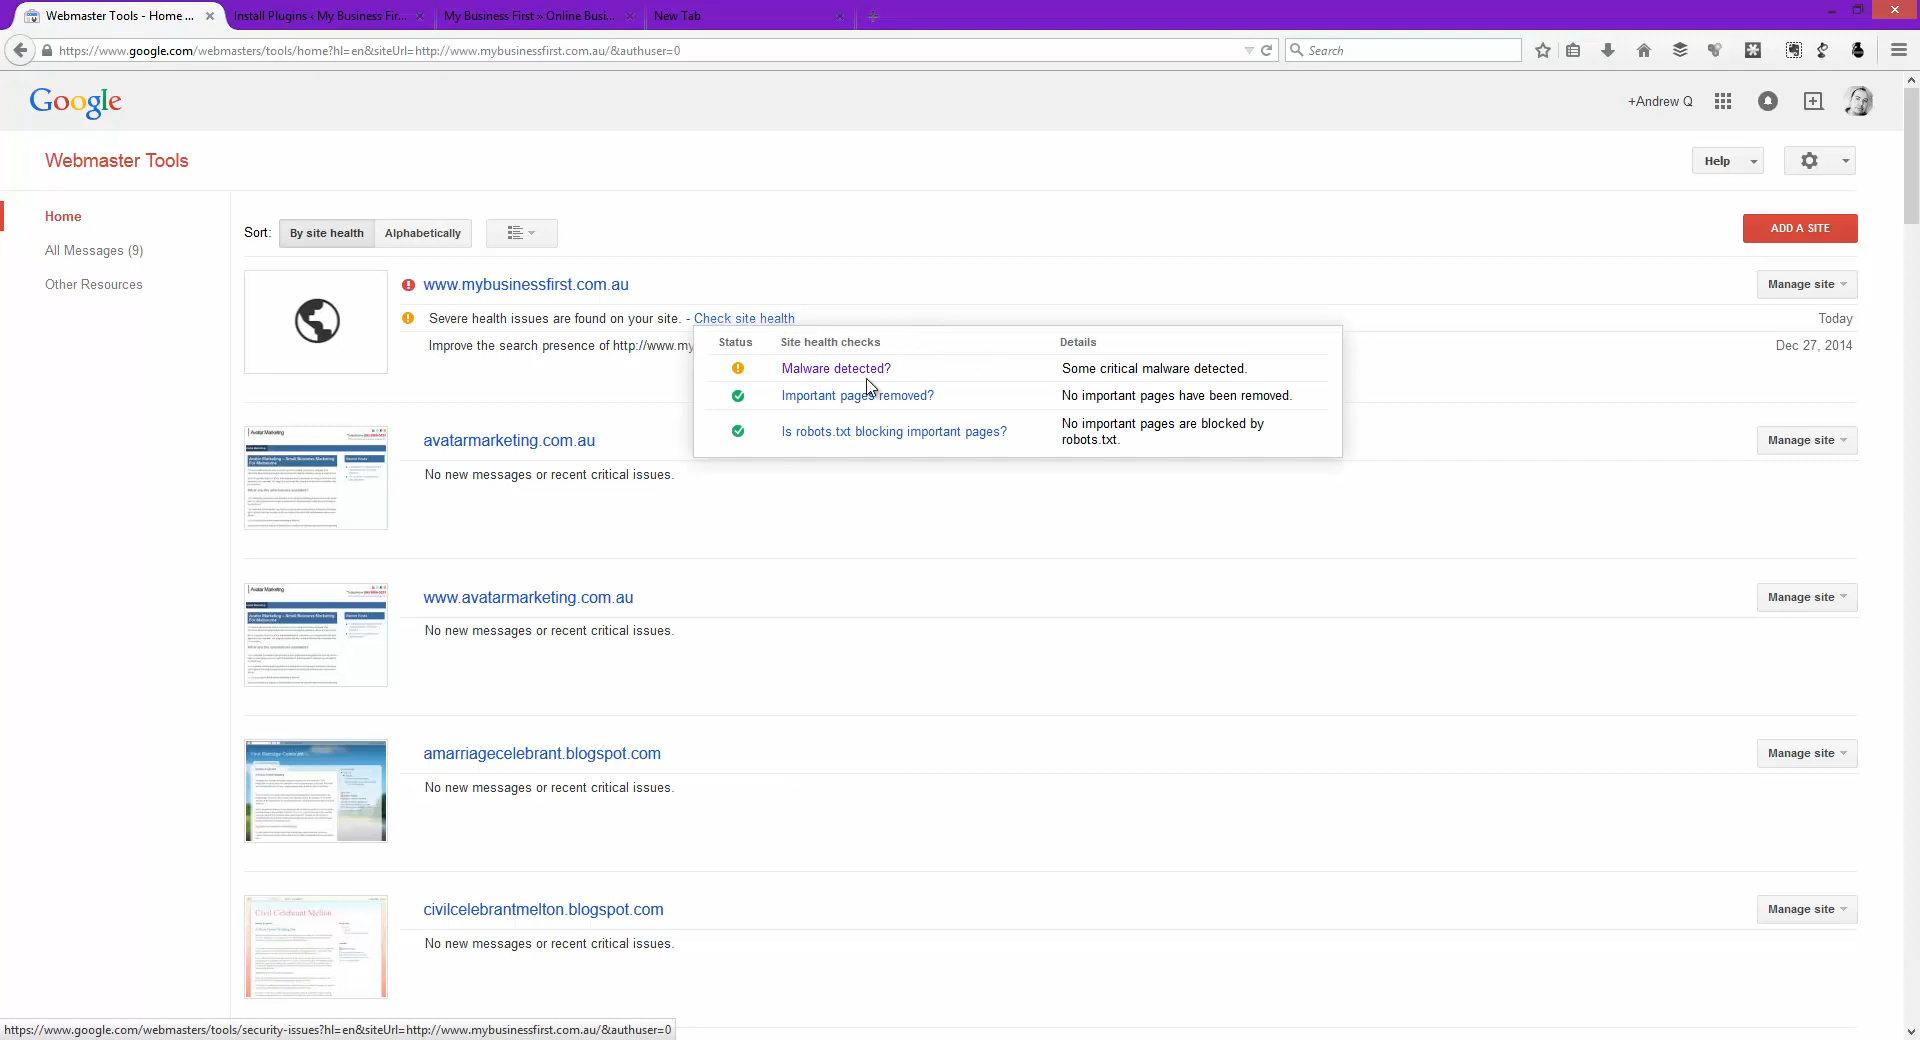 Webmaster Tools - Home ...
Install Plugins ‹ My Business Fir...
My Business First » Online Busi...
New Tab
https://www.google.com/webmasters/tools/home?hl=en&siteUrl=http://www.mybusinessfirst.com.au/&authuser=0
Search
Google
+Andrew Q
Webmaster Tools
Help
Home
All Messages (9)
Other Resources
Sort:
By site health
Alphabetically
ADD A SITE
www.mybusinessfirst.com.au
Manage site
Severe health issues are found on your site. - Check site health
Today
Improve the search presence of http://www.my
Dec 27, 2014
Status Site health checks Details
Malware detected? Some critical malware detected.
Important pages removed? No important pages have been removed.
Is robots.txt blocking important pages? No important pages are blocked by
robots.txt.
avatarmarketing.com.au
Manage site
No new messages or recent critical issues.
www.avatarmarketing.com.au
Manage site
No new messages or recent critical issues.
amarriagecelebrant.blogspot.com
Manage site
No new messages or recent critical issues.
civilcelebrantmelton.blogspot.com
Manage site
No new messages or recent critical issues.
https://www.google.com/webmasters/tools/security-issues?hl=en&siteUrl=http://www.mybusinessfirst.com.au/&authuser=0